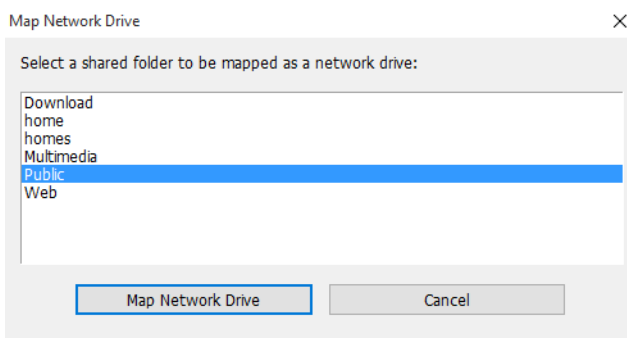 Map Network Drive
Select a shared folder to be mapped as a network drive:
Download
home
homes
Multimedia
Public
Web
Map Network Drive
Cancel